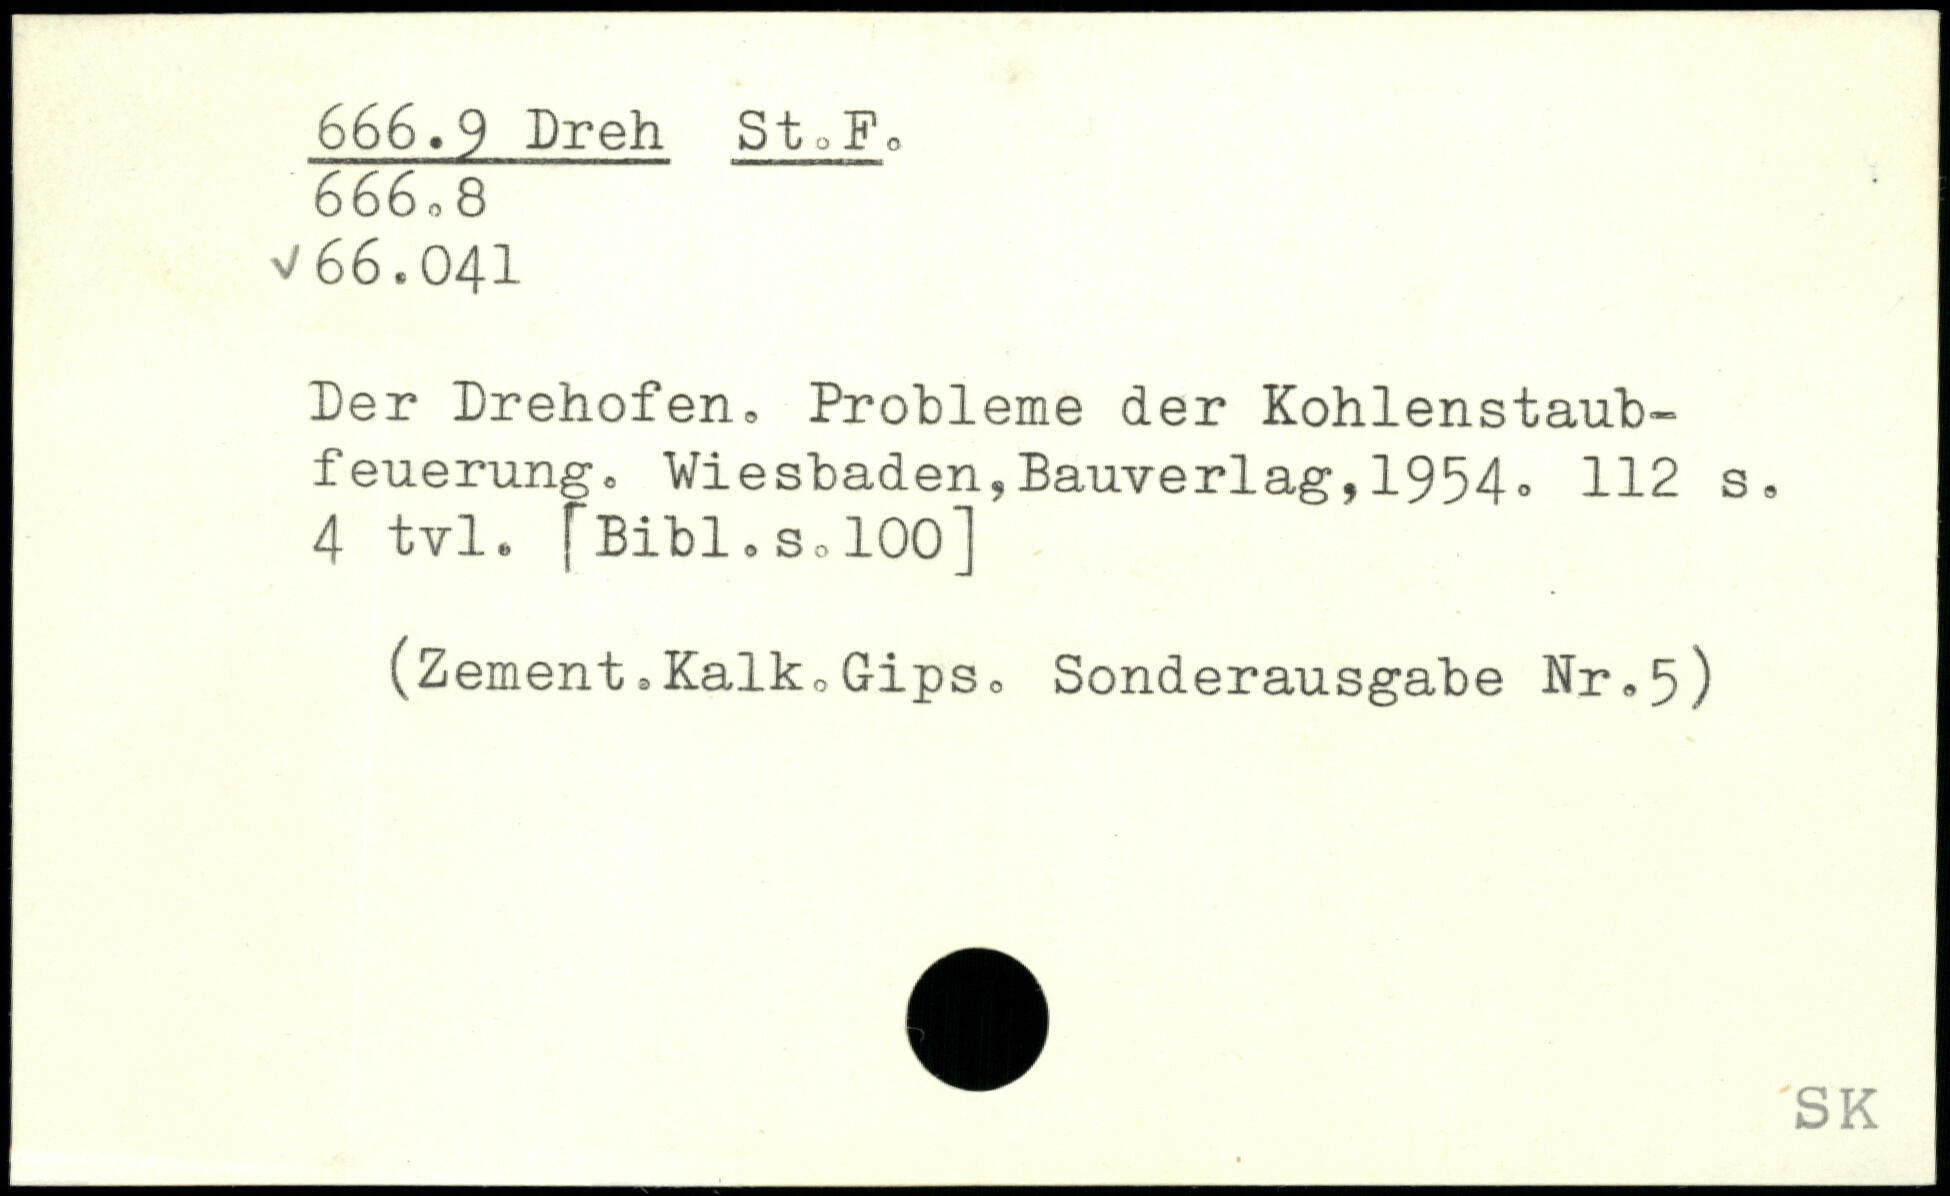 666.9 Dreh St.F.
666.8
✓66.041
Der Drehofen. Probleme der Kohlenstaub-
feuerung. Wiesbaden,Bauverlag,1954. 112 s.
4 tvl. [Bibl.s.100]
(Zement.Kalk.Gips. Sonderausgabe Nr.5)
SK